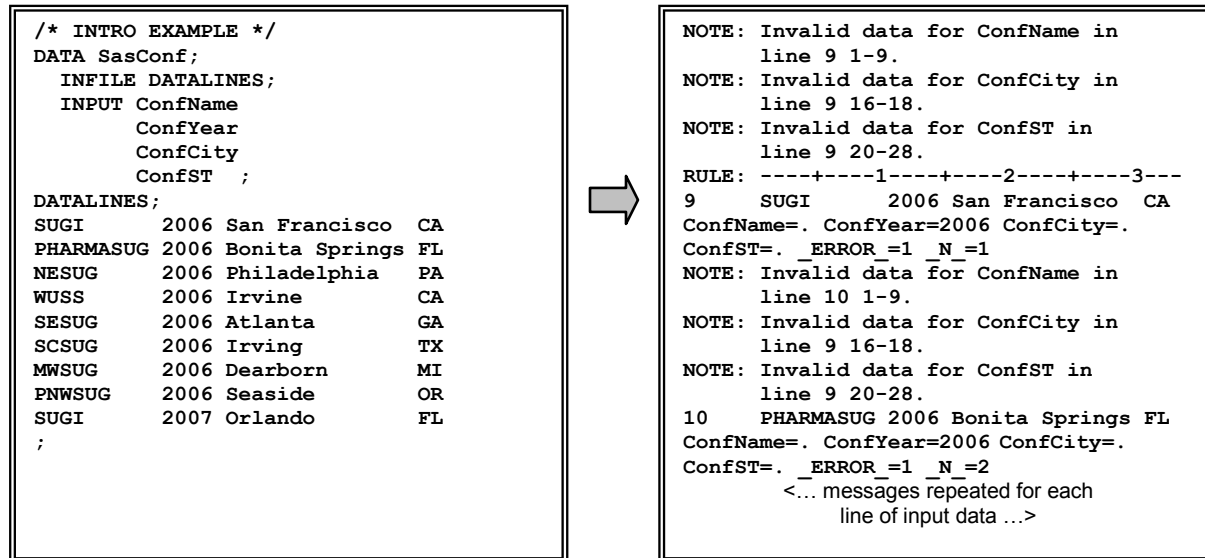 /* INTRO EXAMPLE */
DATA SasConf;
  INFILE DATALINES;
  INPUT ConfName
        ConfYear
        ConfCity
        ConfST  ;
DATALINES;
SUGI      2006 San Francisco  CA
PHARMASUG 2006 Bonita Springs FL
NESUG     2006 Philadelphia   PA
WUSS      2006 Irvine         CA
SESUG     2006 Atlanta        GA
SCSUG     2006 Irving         TX
MWSUG     2006 Dearborn       MI
PNWSUG    2006 Seaside        OR
SUGI      2007 Orlando        FL
;
NOTE: Invalid data for ConfName in
      line 9 1-9.
NOTE: Invalid data for ConfCity in
      line 9 16-18.
NOTE: Invalid data for ConfST in
      line 9 20-28.
RULE: ----+----1----+----2----+----3---
9     SUGI      2006 San Francisco  CA
ConfName=. ConfYear=2006 ConfCity=.
ConfST=. _ERROR_=1 _N_=1
NOTE: Invalid data for ConfName in
      line 10 1-9.
NOTE: Invalid data for ConfCity in
      line 9 16-18.
NOTE: Invalid data for ConfST in
      line 9 20-28.
10    PHARMASUG 2006 Bonita Springs FL
ConfName=. ConfYear=2006 ConfCity=.
ConfST=. _ERROR_=1 _N_=2
<… messages repeated for each
line of input data …>